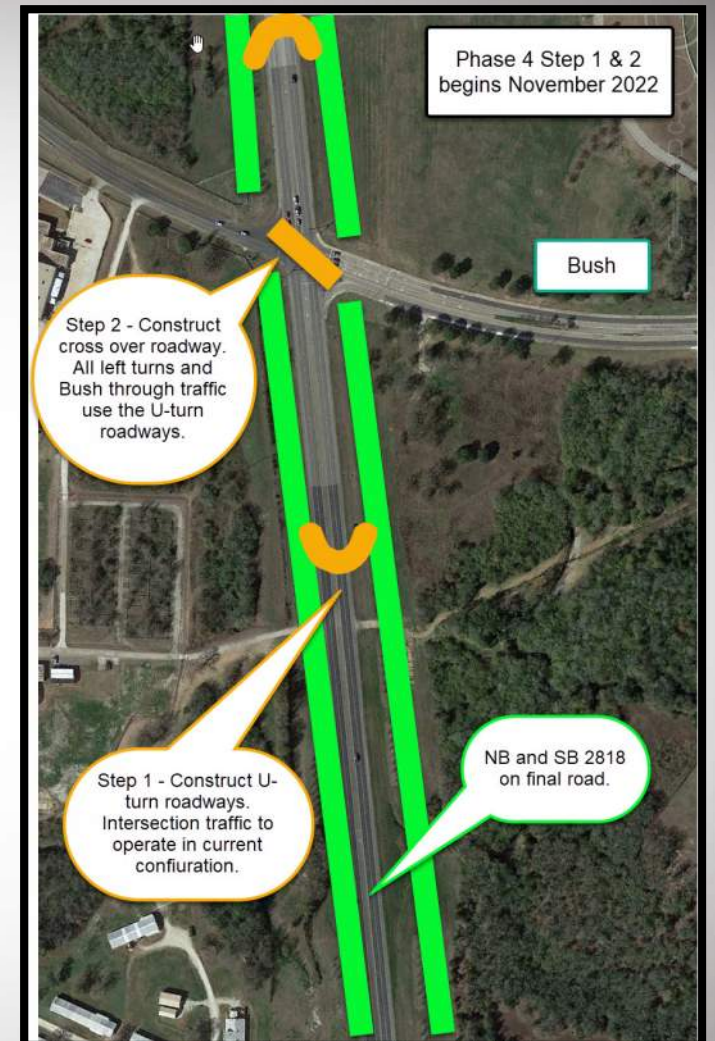 Phase 4 Step 1 & 2
begins November 2022
Bush
Step 2 - Construct
cross over roadway.
All left turns and
Bush through traffic
use the U-turn
roadways.
Step 1 - Construct U-
turn roadways.
Intersection traffic to
operate in current
confiuration.
NB and SB 2818
on final road.